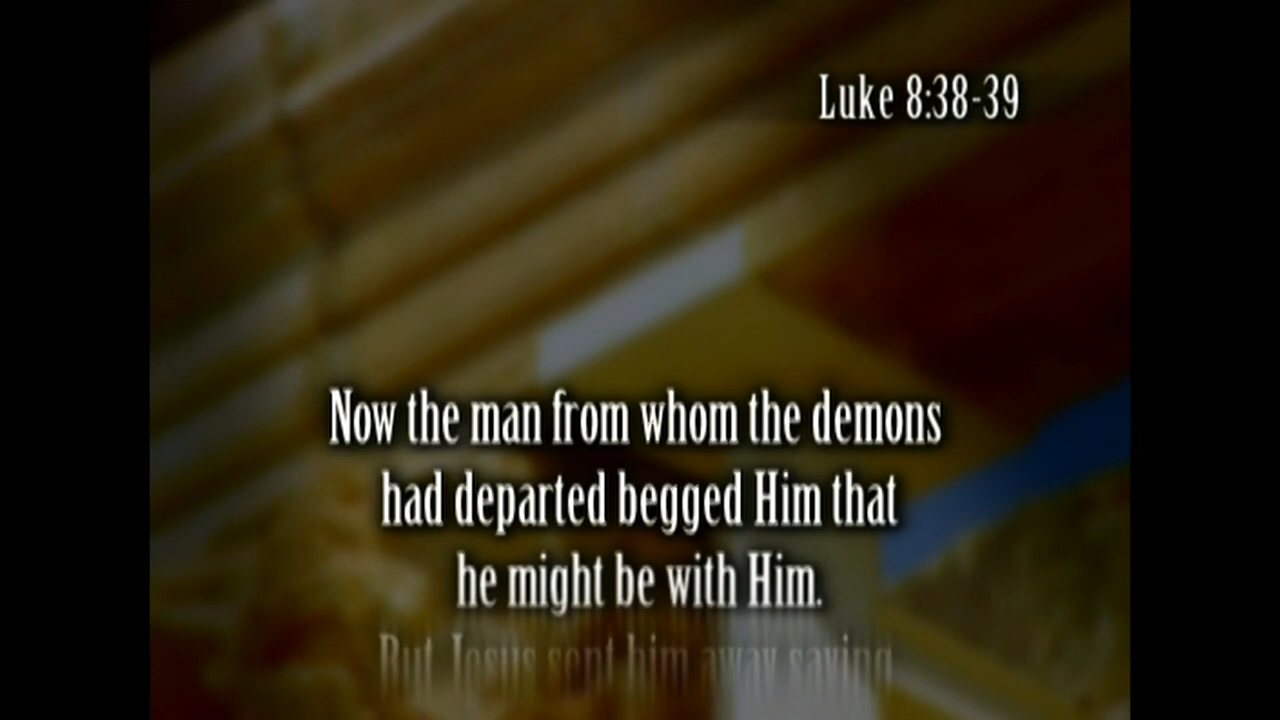 Luke 8:38-39
Now the man from whom the demons
had departed begged Him that
he might be with Him.
But Jesus sent him away saying